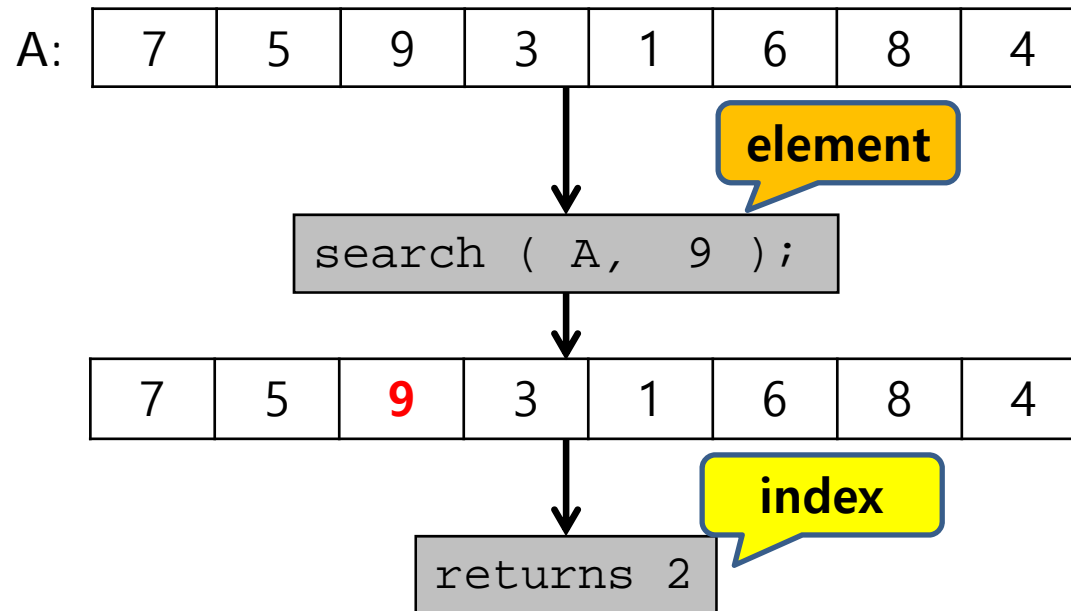 A: 7 5 9 3 1 6 8 4
element
search ( A, 9 );
7 5 9 3 1 6 8 4
index
returns 2